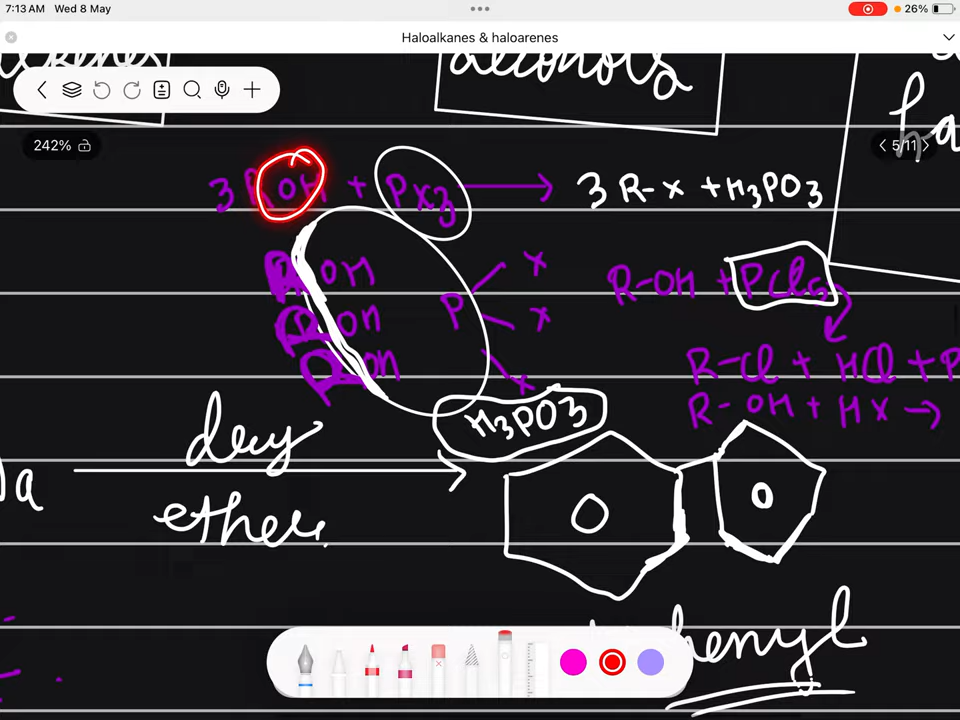 7:13 AM Wed 8 May
26%
Haloalkanes & haloarenes
alcohols
242%
5/11
3 ROH + PX3 → 3 R-X + H3PO3
R OH
R OH
R OH
P
X
X
X
H3PO3
R-OH + PCl5
R-Cl + HCl + P
R-OH + HX →
dry
ether